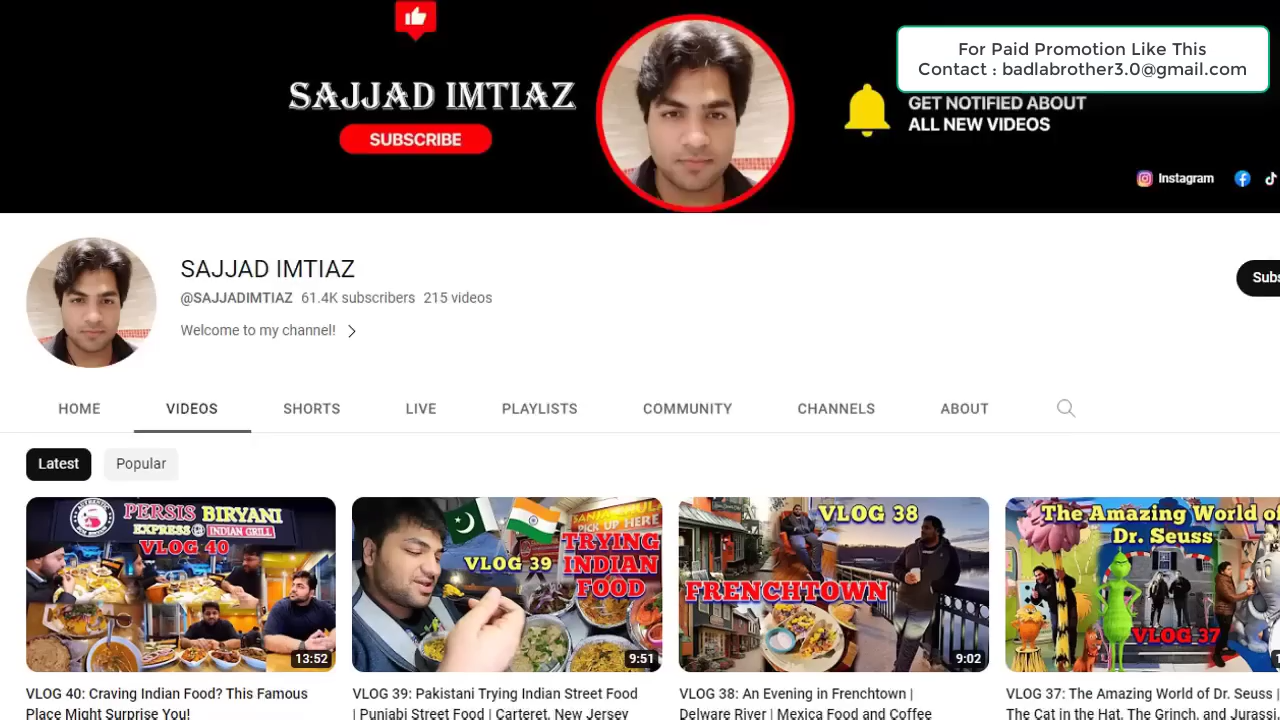 For Paid Promotion Like This
Contact : badlabrother3.0@gmail.com
SAJJAD IMTIAZ
SUBSCRIBE
GET NOTIFIED ABOUT
ALL NEW VIDEOS
Instagram
SAJJAD IMTIAZ
@SAJJADIMTIAZ 61.4K subscribers 215 videos
Subs
Welcome to my channel!
HOME VIDEOS SHORTS LIVE PLAYLISTS COMMUNITY CHANNELS ABOUT
Latest Popular
PERSIS BIRYANI
EXPRESS INDIAN GRILL
VLOG 40
13:52
PICK UP HERE
VLOG 39
TRYING
INDIAN
FOOD
9:51
VLOG 38
FRENCHTOWN
9:02
The Amazing World of
Dr. Seuss
VLOG 37
VLOG 40: Craving Indian Food? This Famous
Place Might Surprise You!
VLOG 39: Pakistani Trying Indian Street Food
| Punjabi Street Food | Carteret, New Jersey
VLOG 38: An Evening in Frenchtown |
Delware River | Mexica Food and Coffee
VLOG 37: The Amazing World of Dr. Seuss |
The Cat in the Hat, The Grinch, and Jurassi